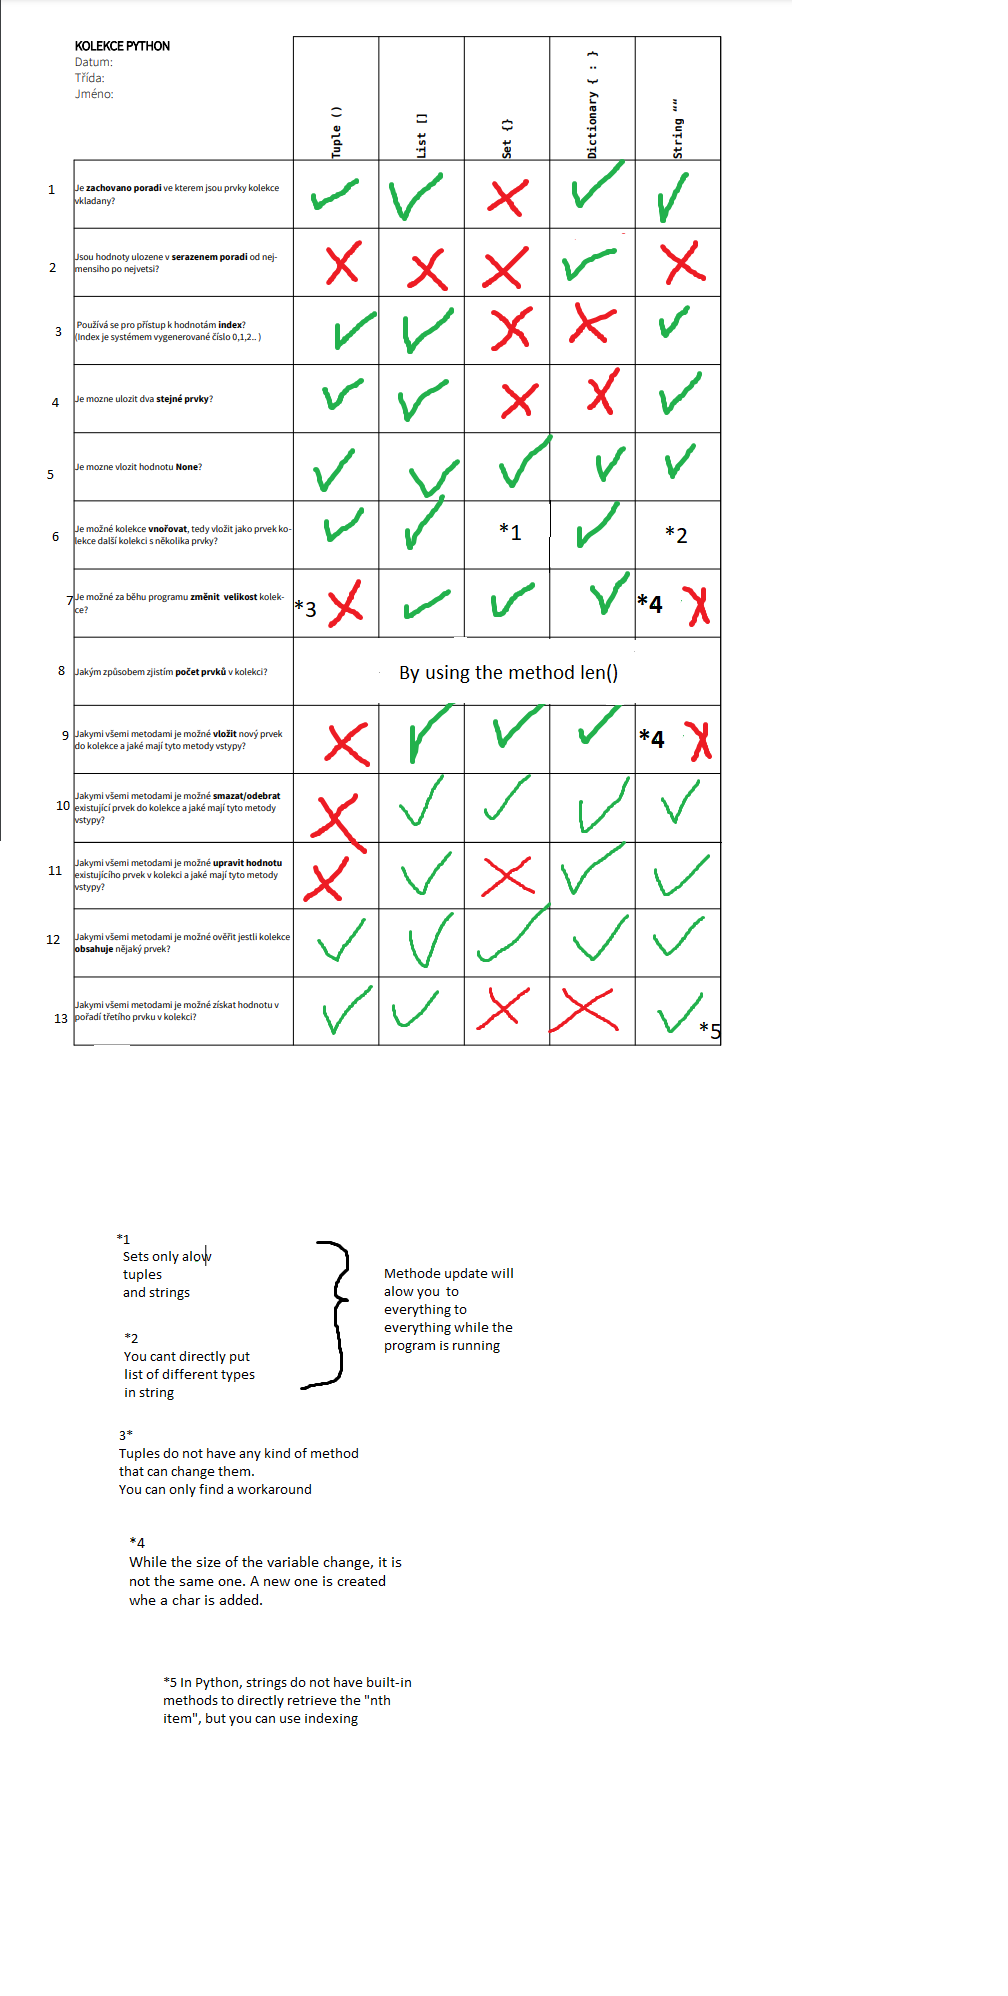 KOLEKCE PYTHON
Datum:
Třída:
Jméno:
Tuple ()
List []
Set {}
Dictionary { : }
String “”
1
Je zachovano poradi ve kterem jsou prvky kolekce
vkladany?
2
Jsou hodnoty ulozene v serazenem poradi od nej-
mensiho po nejvetsi?
3
Používá se pro přístup k hodnotám index?
(Index je systémem vygenerované číslo 0,1,2.. )
4
Je mozne ulozit dva stejné prvky?
5
Je mozne vlozit hodnotu None?
6
Je možné kolekce vnořovat, tedy vložit jako prvek ko-
lekce další kolekci s několika prvky?
*1
*2
7
Je možné za běhu programu změnit velikost kolek-
ce?
*3
*4
8
Jakým způsobem zjistím počet prvků v kolekci?
By using the method len()
9
Jakymi všemi metodami je možné vložit nový prvek
do kolekce a jaké mají tyto metody vstypy?
*4
10
Jakymi všemi metodami je možné smazat/odebrat
existující prvek do kolekce a jaké mají tyto metody
vstypy?
11
Jakymi všemi metodami je možné upravit hodnotu
existujícího prvek v kolekci a jaké mají tyto metody
vstypy?
12
Jakymi všemi metodami je možné ověřit jestli kolekce
obsahuje nějaký prvek?
13
Jakymi všemi metodami je možné získat hodnotu v
pořadí třetího prvku v kolekci?
*5
*1
Sets only alow
tuples
and strings
*2
You cant directly put
list of different types
in string
Methode update will
alow you to
everything to
everything while the
program is running
3*
Tuples do not have any kind of method
that can change them.
You can only find a workaround
*4
While the size of the variable change, it is
not the same one. A new one is created
whe a char is added.
*5 In Python, strings do not have built-in
methods to directly retrieve the "nth
item", but you can use indexing